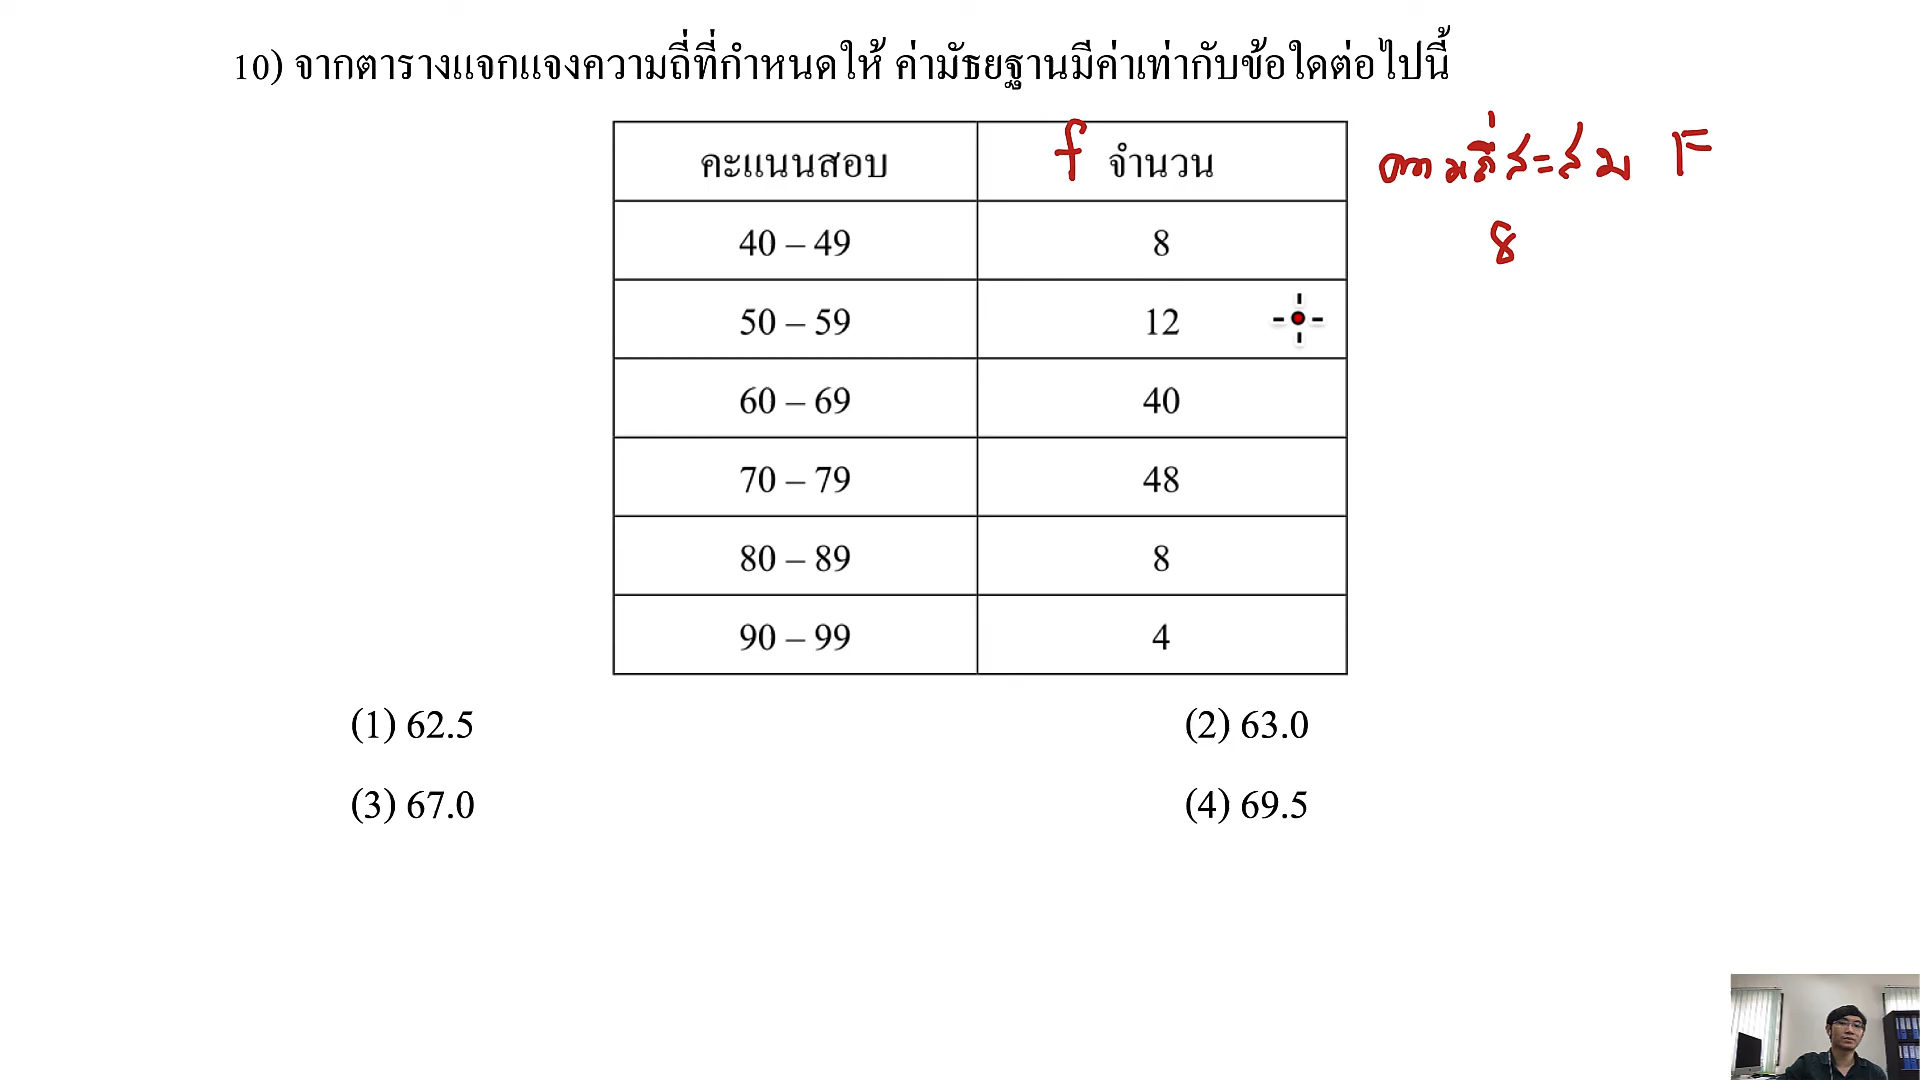 10) จากตารางแจกแจงความถี่ที่กำหนดให้ ค่ามัธยฐานมีค่าเท่ากับข้อใดต่อไปนี้
คะแนนสอบ f จำนวน ความถี่สะสม F
40 – 49 8 8
50 – 59 12
60 – 69 40
70 – 79 48
80 – 89 8
90 – 99 4
(1) 62.5 (2) 63.0
(3) 67.0 (4) 69.5